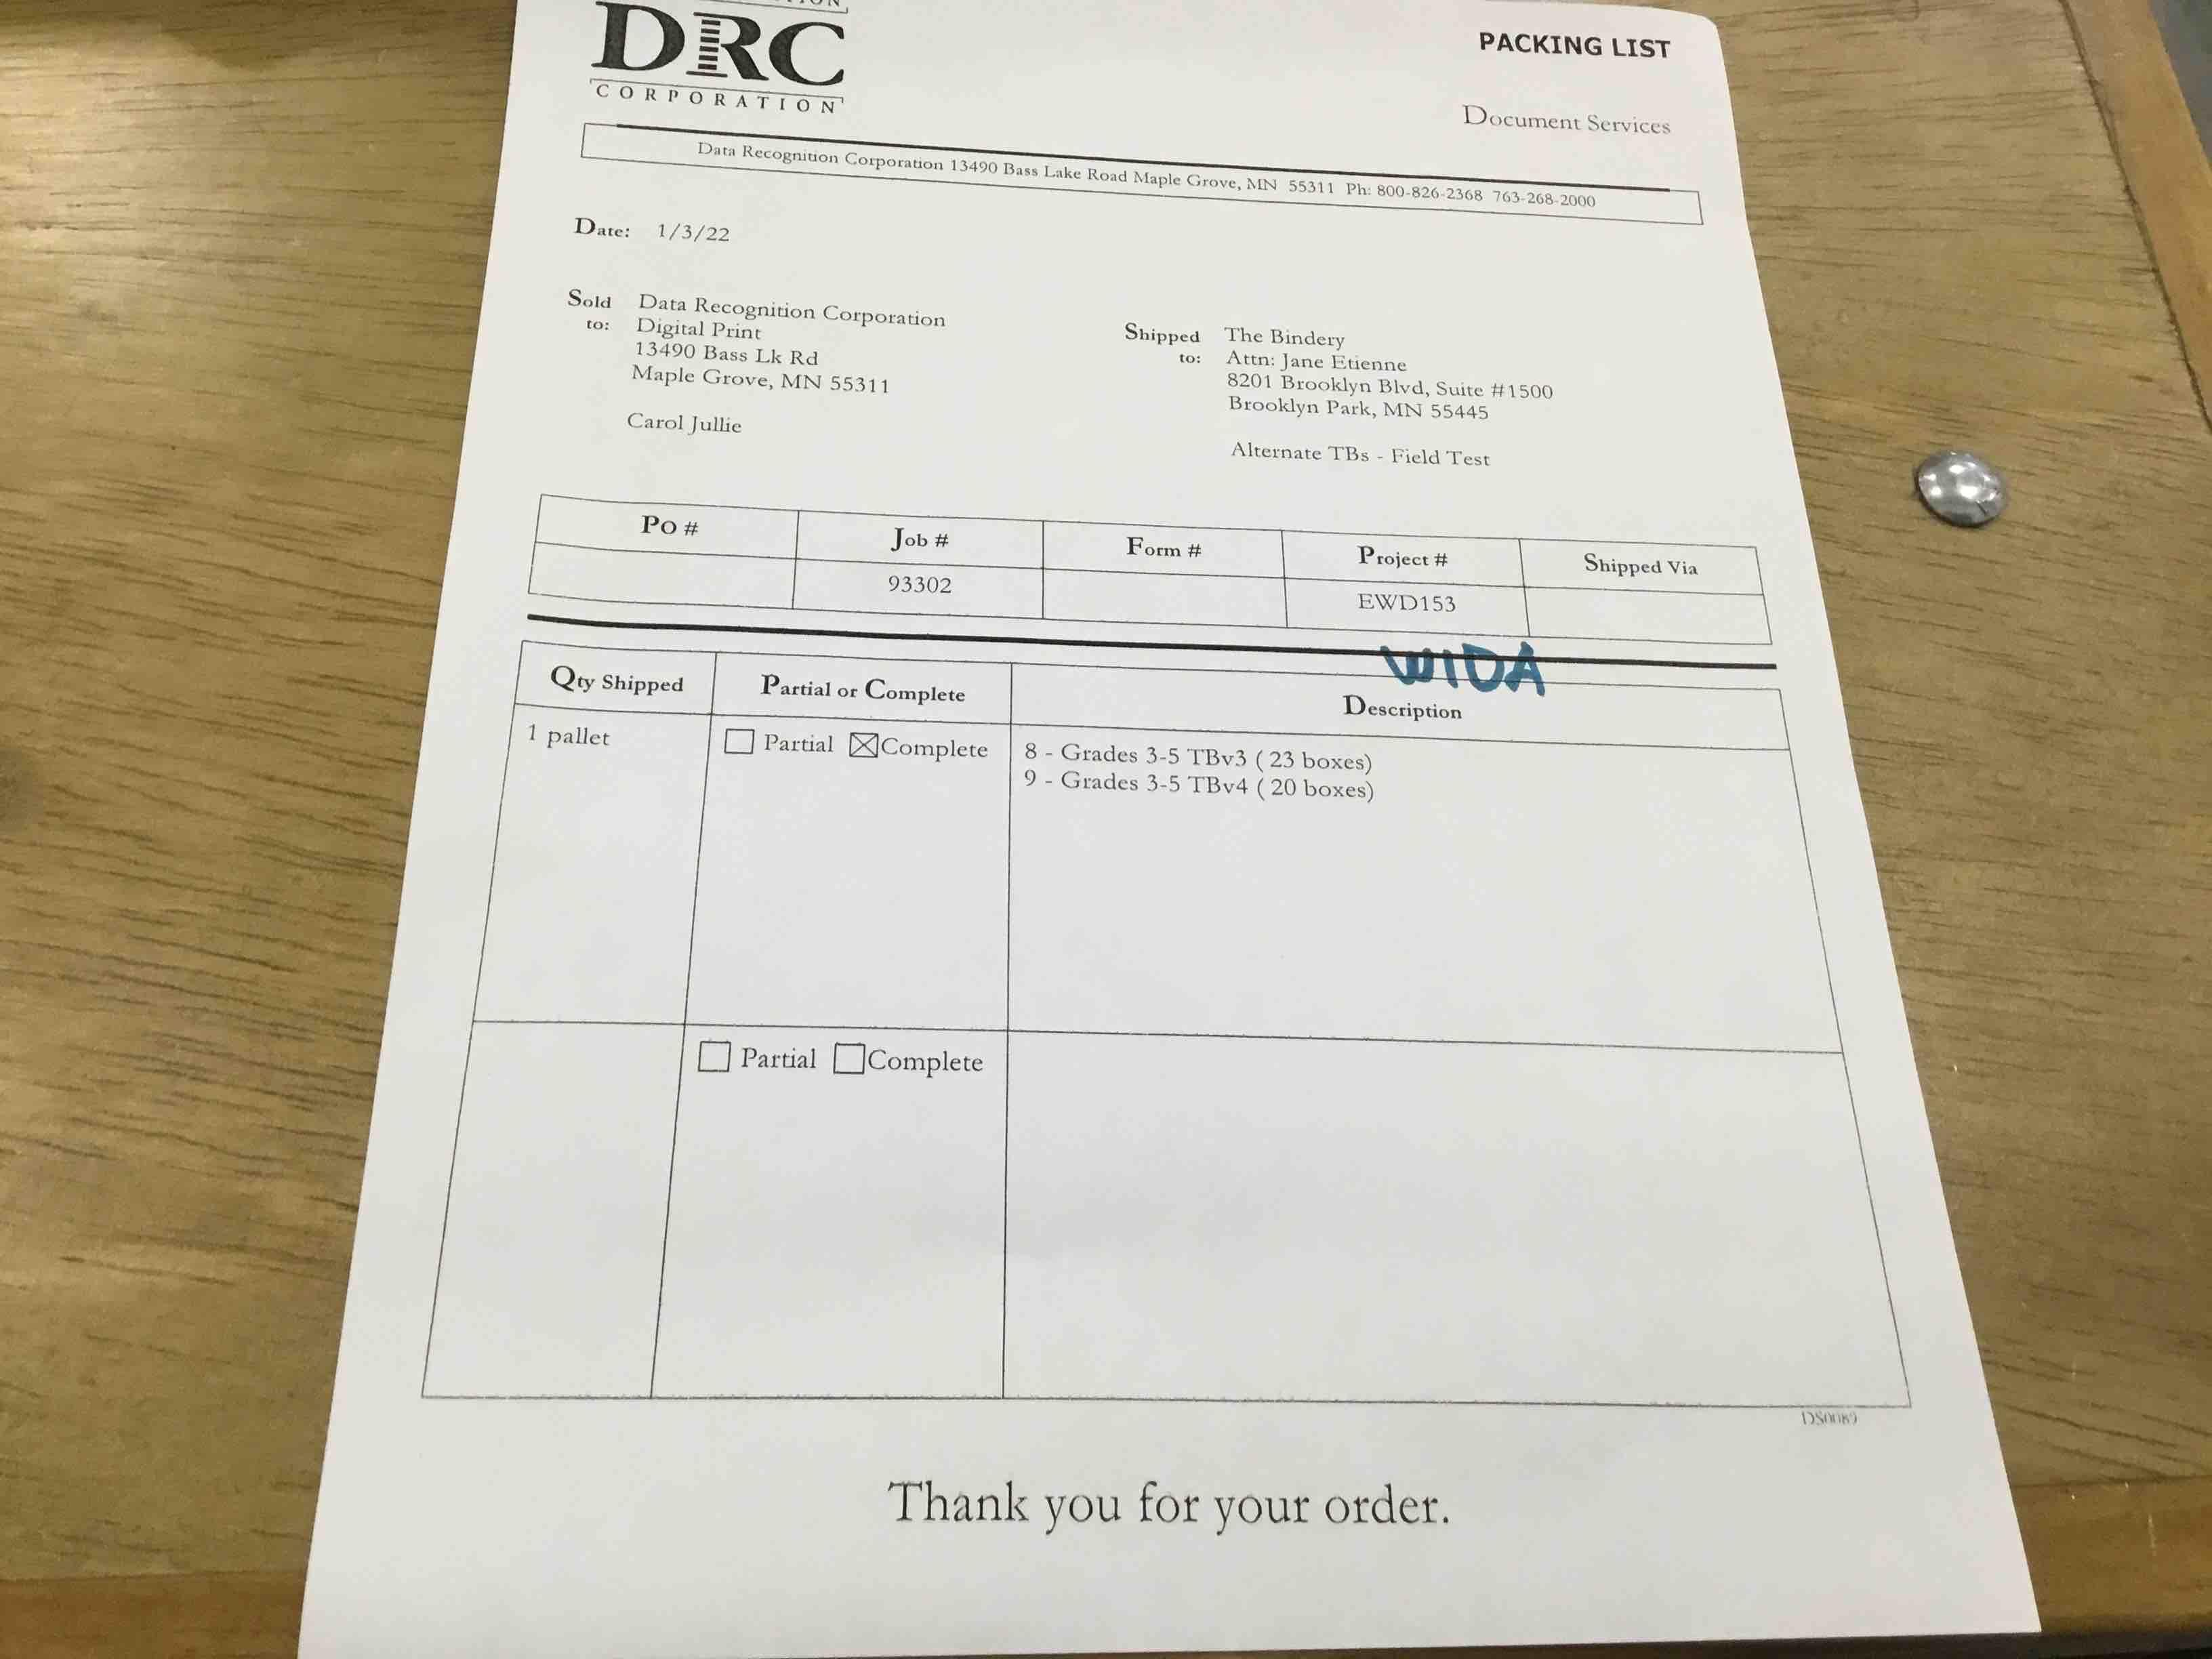 DRC
CORPORATION
PACKING LIST
Document Services
Data Recognition Corporation 13490 Bass Lake Road Maple Grove, MN 55311 Ph: 800-826-2368 763-268-2000
Date: 1/3/22
Sold to:
Data Recognition Corporation
Digital Print
13490 Bass Lk Rd
Maple Grove, MN 55311
Carol Jullie
Shipped to:
The Bindery
Attn: Jane Etienne
8201 Brooklyn Blvd, Suite #1500
Brooklyn Park, MN 55445
Alternate TBs - Field Test
PO # Job # Form # Project # Shipped Via
93302 EWD153
WIDA
Qty Shipped Partial or Complete Description
1 pallet Partial Complete 8 - Grades 3-5 TBv3 ( 23 boxes)
9 - Grades 3-5 TBv4 ( 20 boxes)
Partial Complete
DS0089
Thank you for your order.